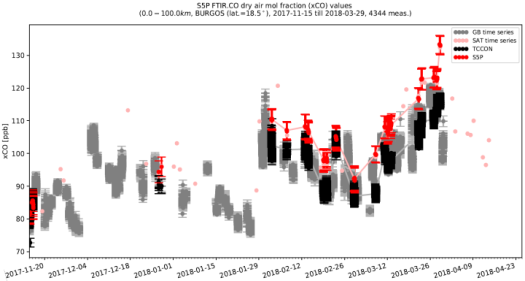 S5P FTIR.CO dry air mol fraction (xCO) values
(0.0 − 100.0km, BURGOS (lat.=18.5°), 2017-11-15 till 2018-03-29, 4344 meas.)
GB time series
SAT time series
TCCON
S5P
xCO [ppb]
130
120
110
100
90
80
70
2017-11-20
2017-12-04
2017-12-18
2018-01-01
2018-01-15
2018-01-29
2018-02-12
2018-02-26
2018-03-12
2018-03-26
2018-04-09
2018-04-23